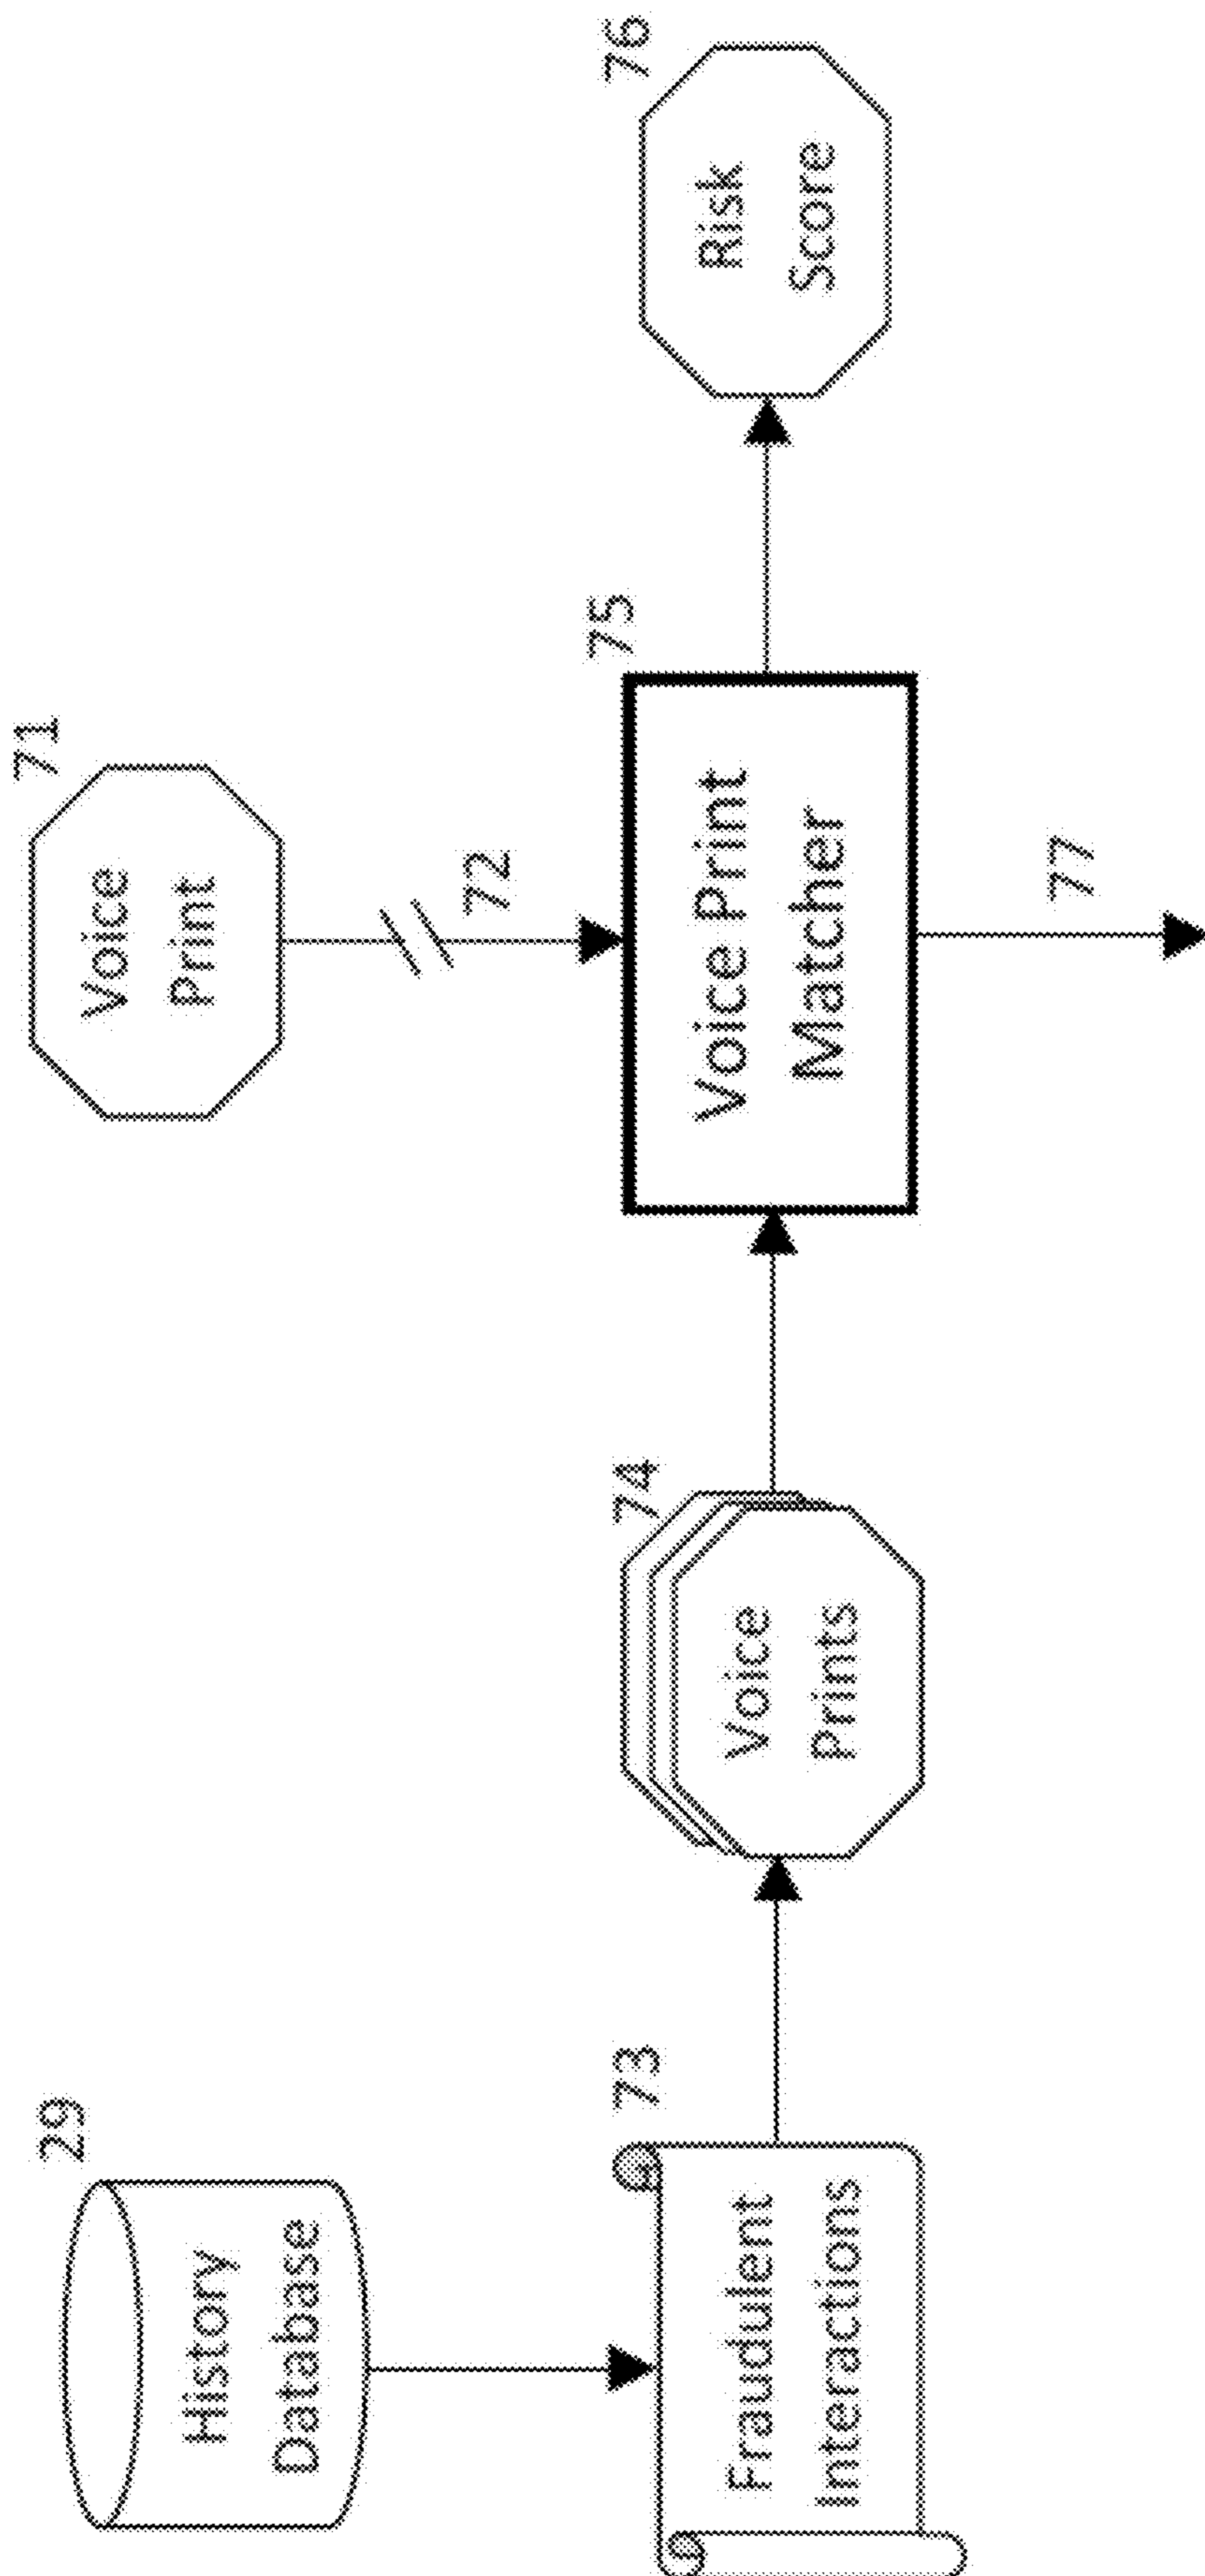 29
History
Database
73
Fraudulent
Interactions
74
Voice
Prints
71
Voice
Print
72
75
Voice Print
Matcher
77
76
Risk
Score